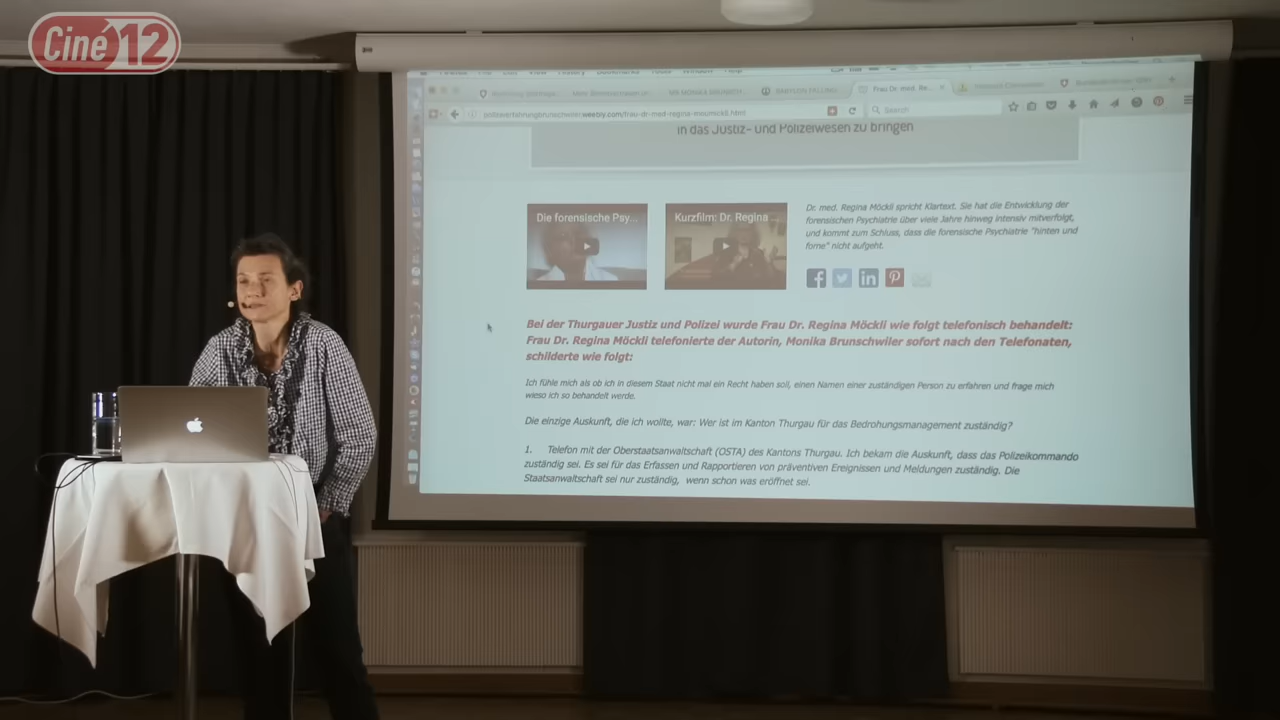 Ciné12
Frau Dr. med. Re...
Search
in das Justiz- und Polizeiwesen zu bringen
Die forensische Psy...
Kurzfilm: Dr. Regina ...
Dr. med. Regina Möckli spricht Klartext. Sie hat die Entwicklung der
forensischen Psychiatrie über viele Jahre hinweg intensiv mitverfolgt,
und kommt zum Schluss, dass die forensische Psychiatrie "hinten und
forne" nicht aufgeht.
Bei der Thurgauer Justiz und Polizei wurde Frau Dr. Regina Möckli wie folgt telefonisch behandelt:
Frau Dr. Regina Möckli telefonierte der Autorin, Monika Brunschwiler sofort nach den Telefonaten,
schilderte wie folgt:
Ich fühle mich als ob ich in diesem Staat nicht mal ein Recht haben soll, einen Namen einer zuständigen Person zu erfahren und frage mich
wieso ich so behandelt werde.
Die einzige Auskunft, die ich wollte, war: Wer ist im Kanton Thurgau für das Bedrohungsmanagement zuständig?
1. Telefon mit der Oberstaatsanwaltschaft (OSTA) des Kantons Thurgau. Ich bekam die Auskunft, dass das Polizeikommando
zuständig sei. Es sei für das Erfassen und Rapportieren von präventiven Ereignissen und Meldungen zuständig. Die
Staatsanwaltschaft sei nur zuständig, wenn schon was eröffnet sei.